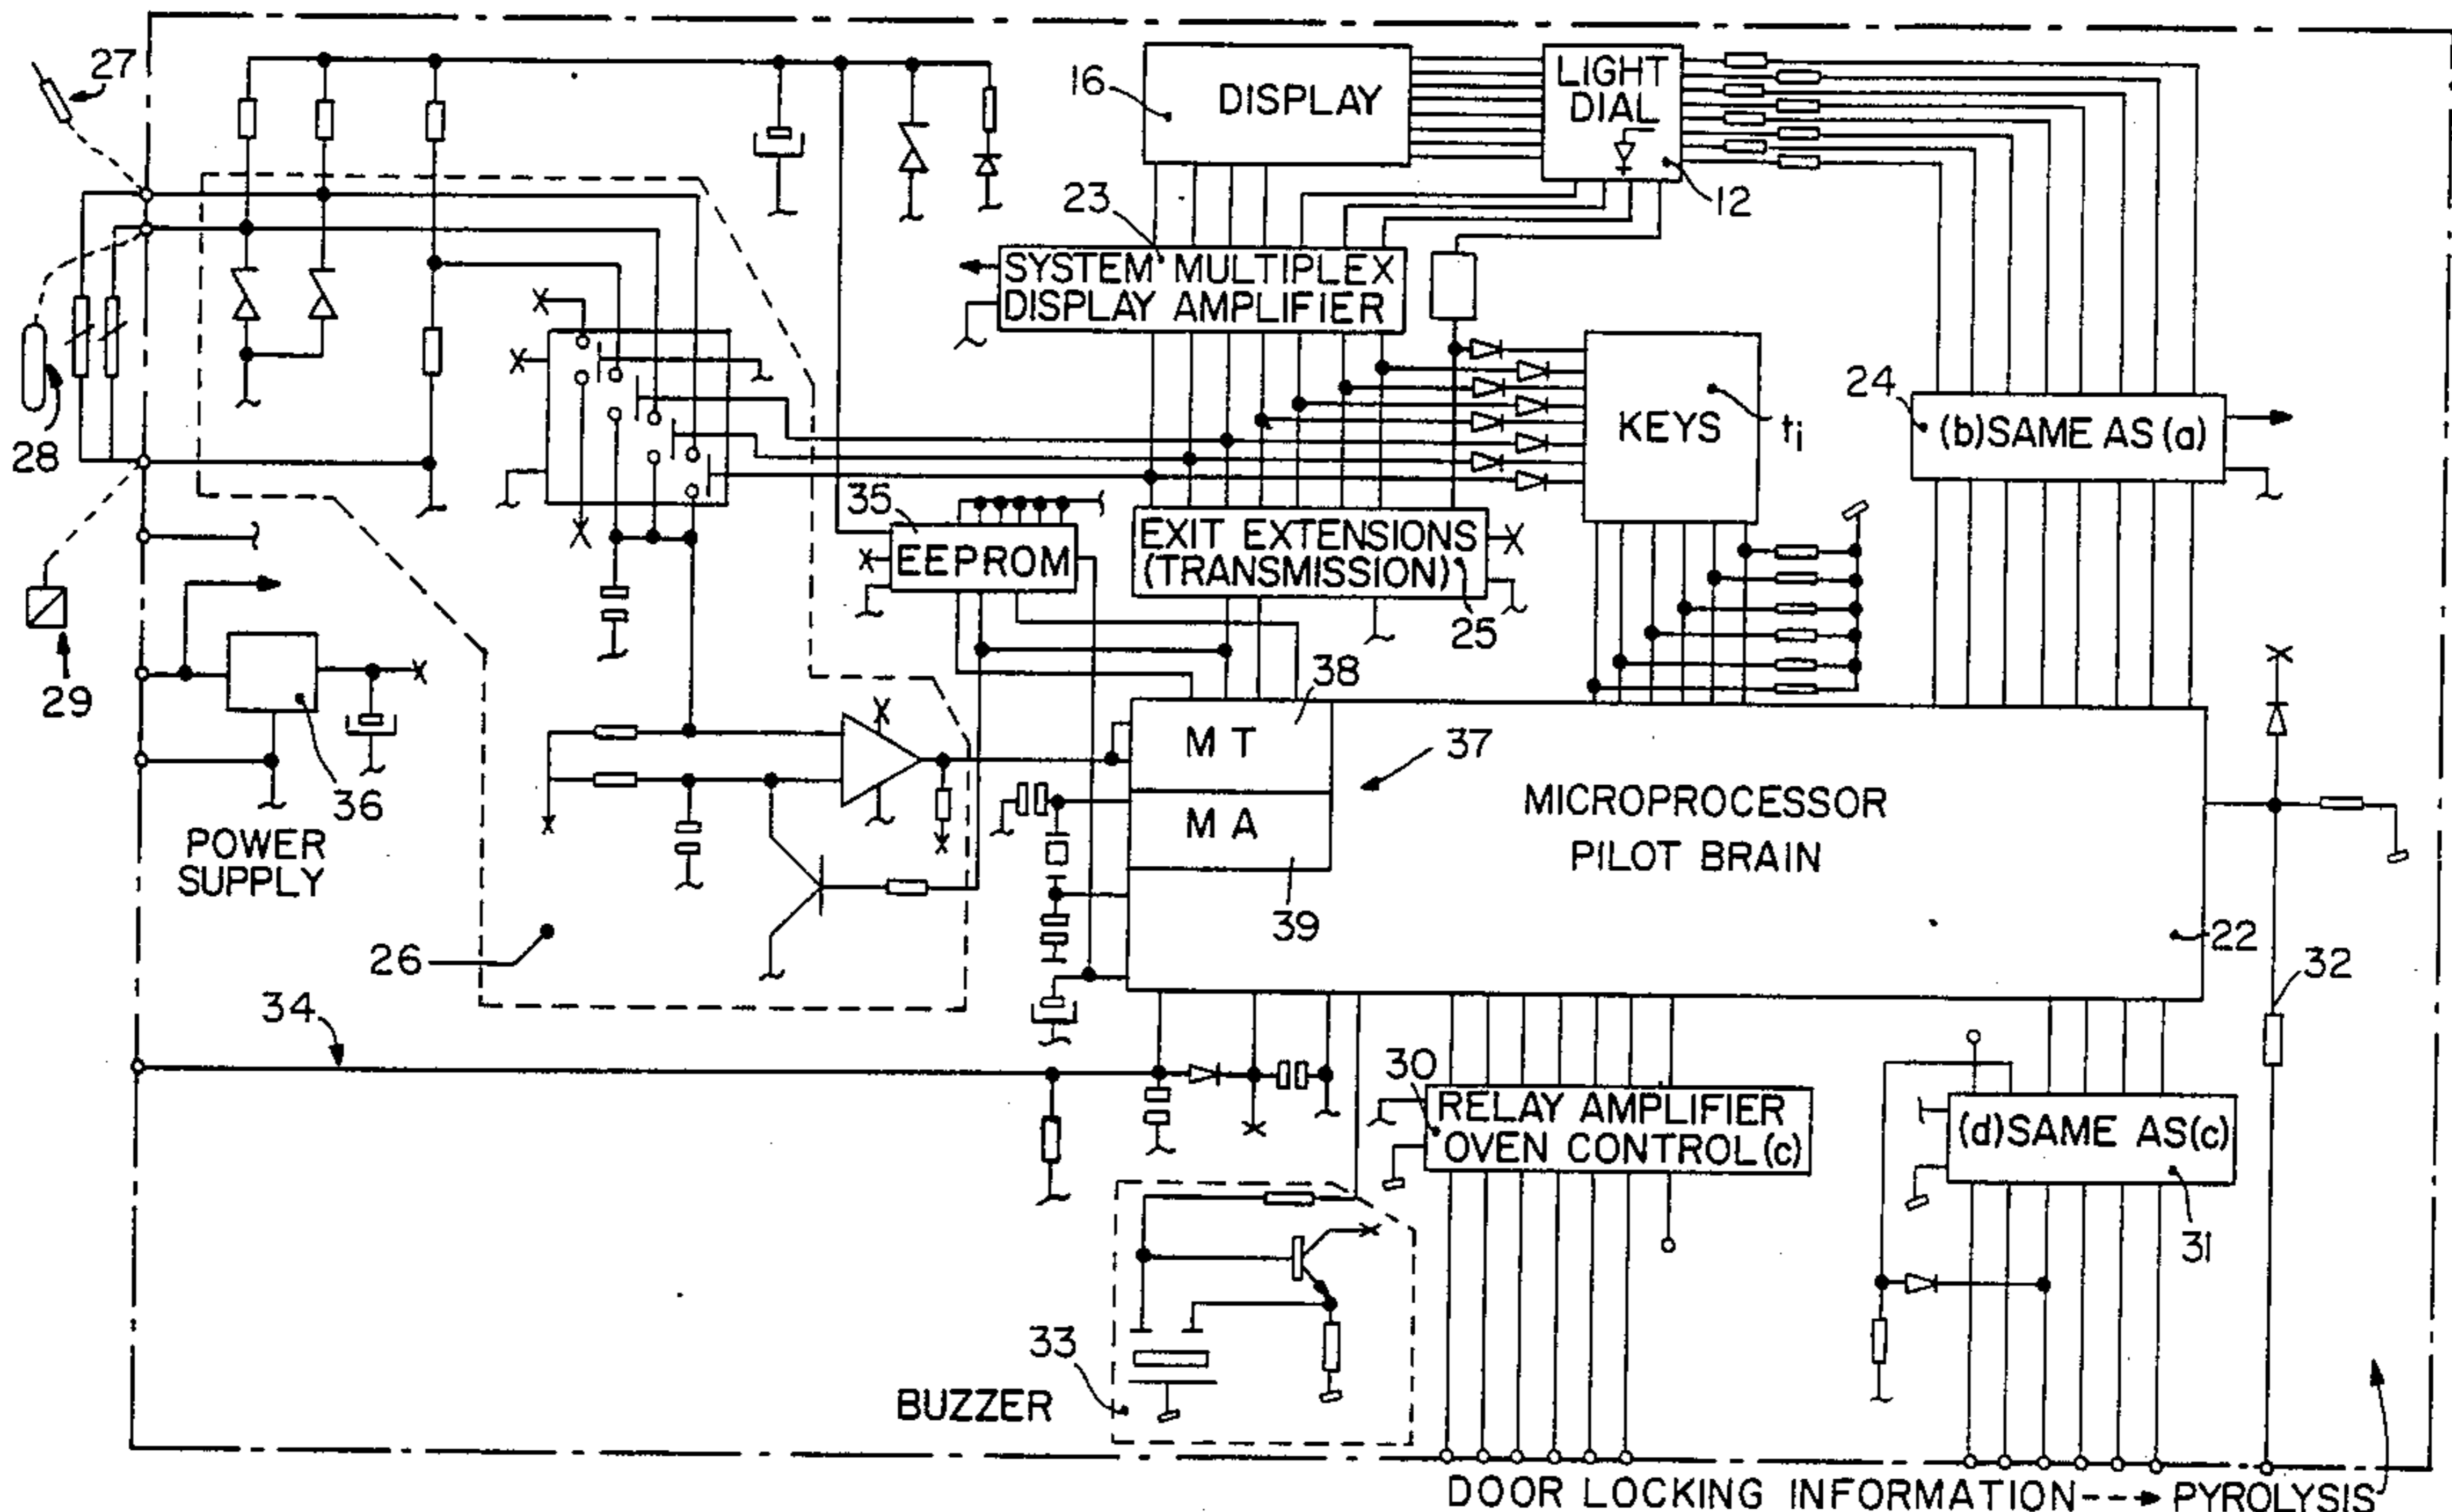 27
16
DISPLAY
LIGHT
DIAL
12
23
SYSTEM MULTIPLEX
DISPLAY AMPLIFIER
28
KEYS
ti
24
(b) SAME AS (a)
35
EEPROM
EXIT EXTENSIONS
(TRANSMISSION)
25
29
36
POWER
SUPPLY
38
M T
37
M A
39
MICROPROCESSOR
PILOT BRAIN
22
26
32
34
30
RELAY AMPLIFIER
OVEN CONTROL (c)
(d) SAME AS (c)
31
33
BUZZER
DOOR LOCKING INFORMATION
PYROLYSIS